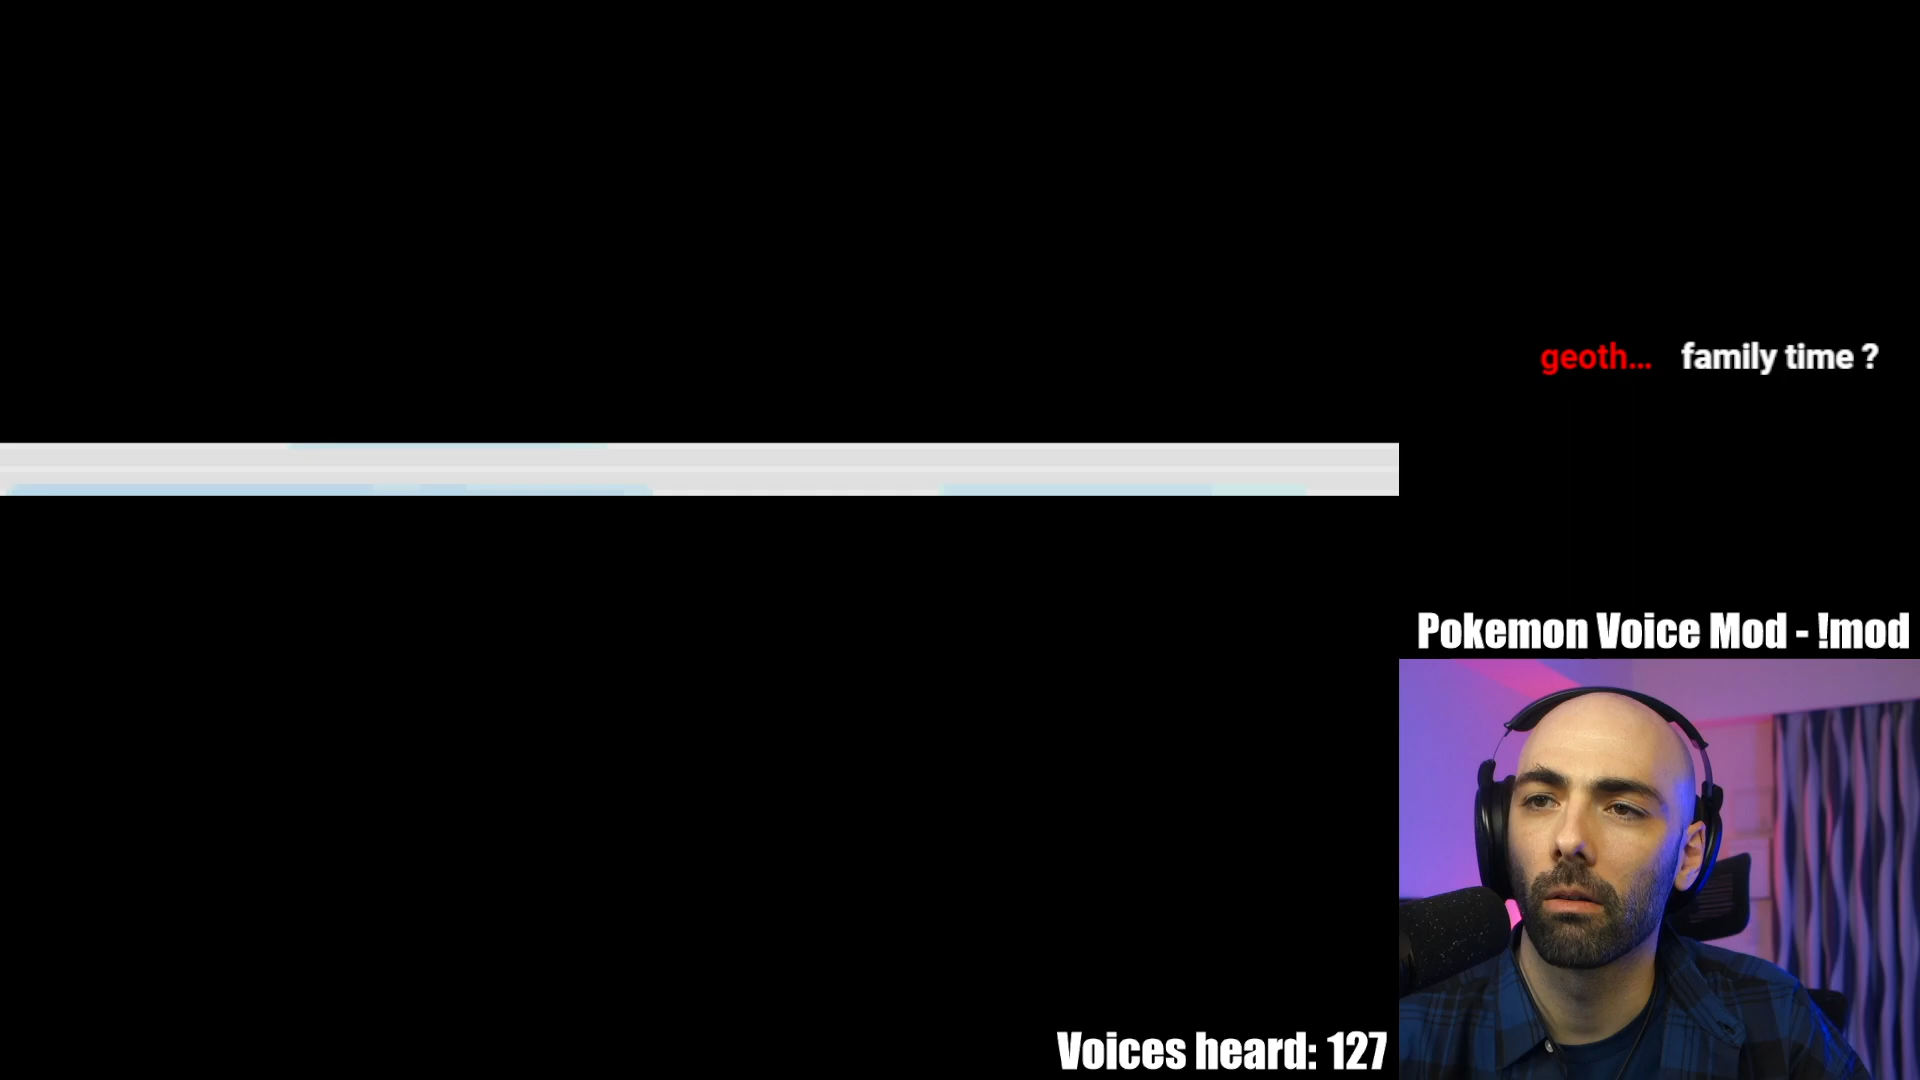 geoth... family time ?
Pokemon Voice Mod - !mod
Voices heard: 127